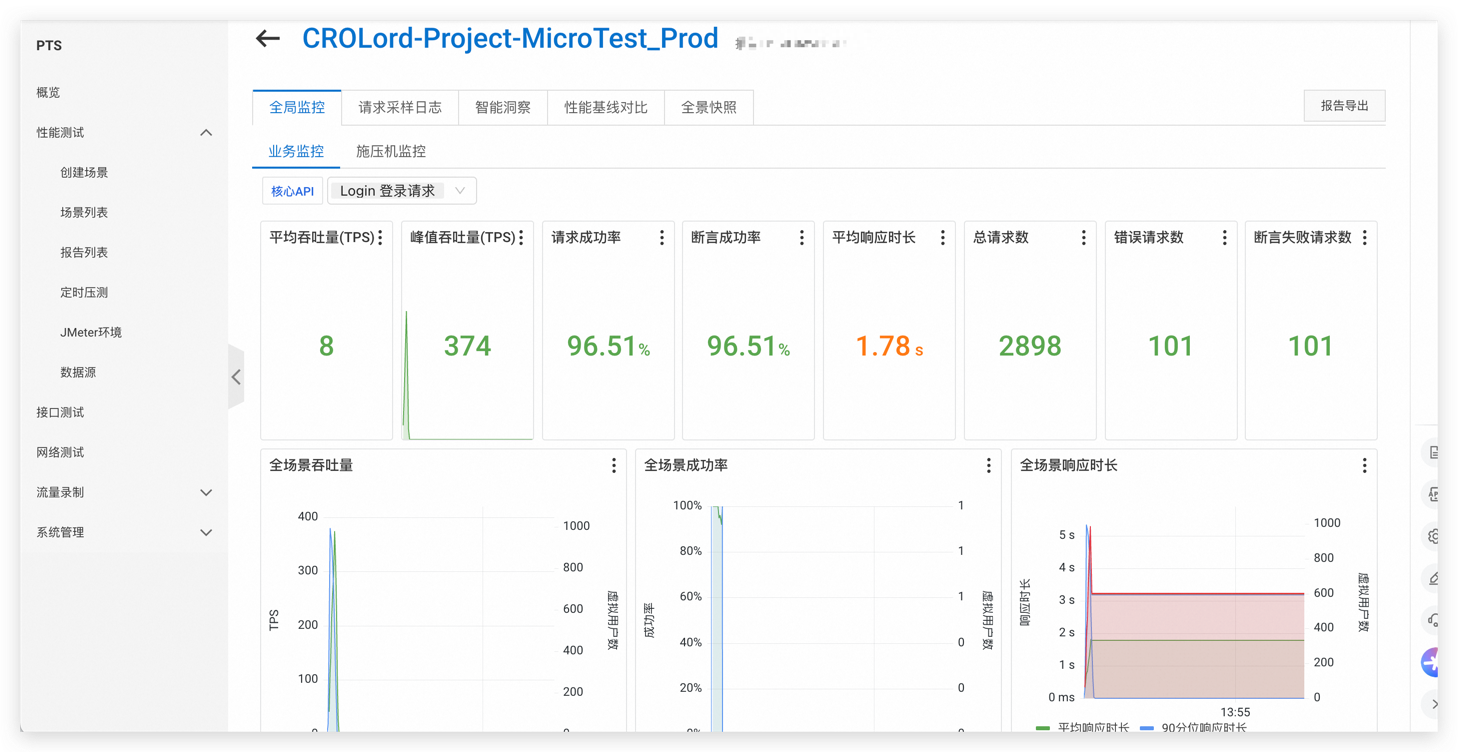 PTS
概览
性能测试
创建场景
场景列表
报告列表
定时压测
JMeter环境
数据源
接口测试
网络测试
流量录制
系统管理
CROLord-Project-MicroTest_Prod
全局监控 请求采样日志 智能洞察 性能基线对比 全景快照 报告导出
业务监控 施压机监控
核心API Login 登录请求
平均吞吐量(TPS) 峰值吞吐量(TPS) 请求成功率 断言成功率 平均响应时长 总请求数 错误请求数 断言失败请求数
8 374 96.51% 96.51% 1.78 s 2898 101 101
全场景吞吐量
400
300
200
100
0
TPS
1000
800
600
400
200
0
虚拟用户数
全场景成功率
100%
80%
60%
40%
20%
0%
成功率
1
1
1
0
0
0
虚拟用户数
全场景响应时长
5 s
4 s
3 s
2 s
1 s
0 ms
响应时长
1000
800
600
400
200
0
虚拟用户数
13:55
平均响应时长 90分位响应时长